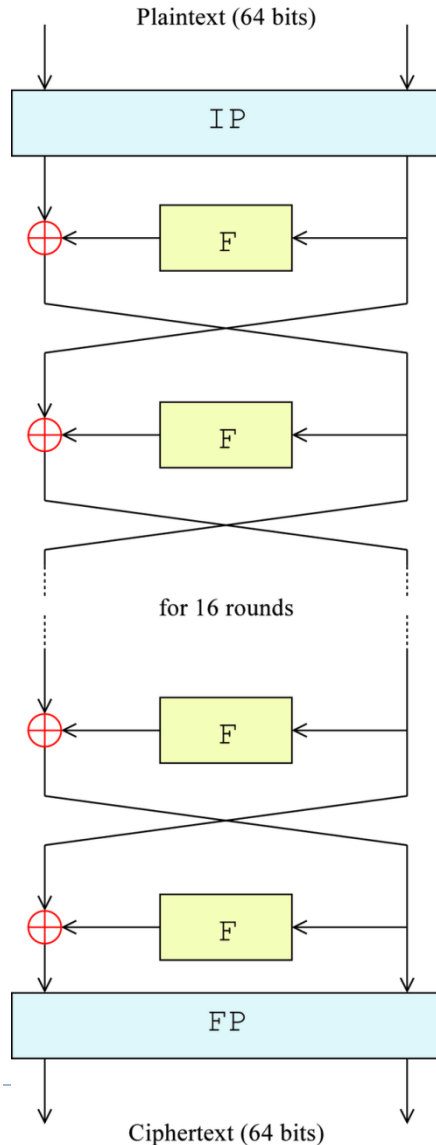 Plaintext (64 bits)
IP
F
F
for 16 rounds
F
F
FP
Ciphertext (64 bits)